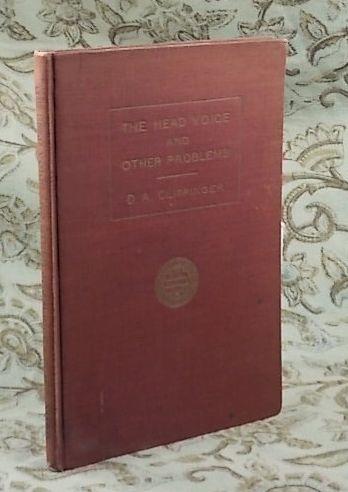 THE HEAD VOICE
AND
OTHER PROBLEMS
D. A. CLIPPINGER